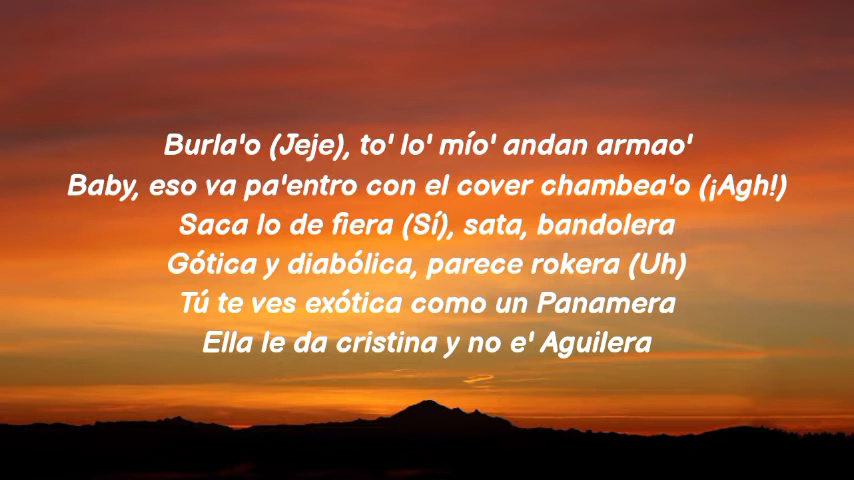 Burla'o (Jeje), to' lo' mío' andan armao'
Baby, eso va pa'entro con el cover chambea'o (¡Agh!)
Saca lo de fiera (Sí), sata, bandolera
Gótica y diabólica, parece rokera (Uh)
Tú te ves exótica como un Panamera
Ella le da cristina y no e' Aguilera